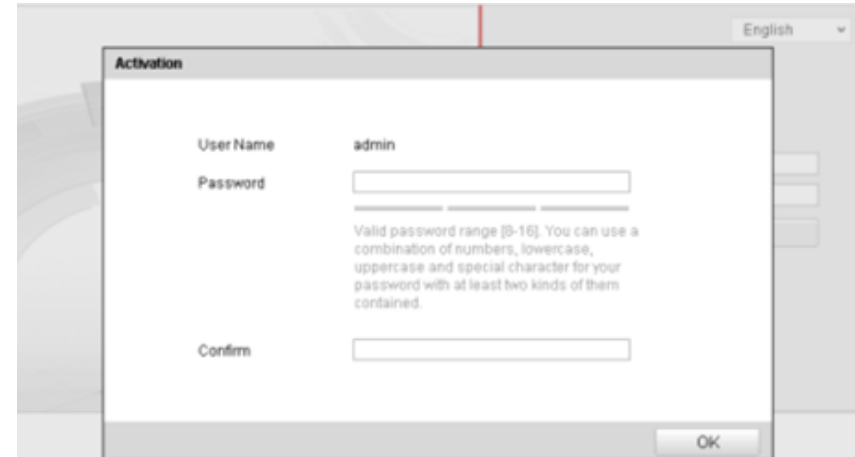 English
Activation
User Name admin
Password
Valid password range [8-16]. You can use a
combination of numbers, lowercase,
uppercase and special character for your
password with at least two kinds of them
contained.
Confirm
OK